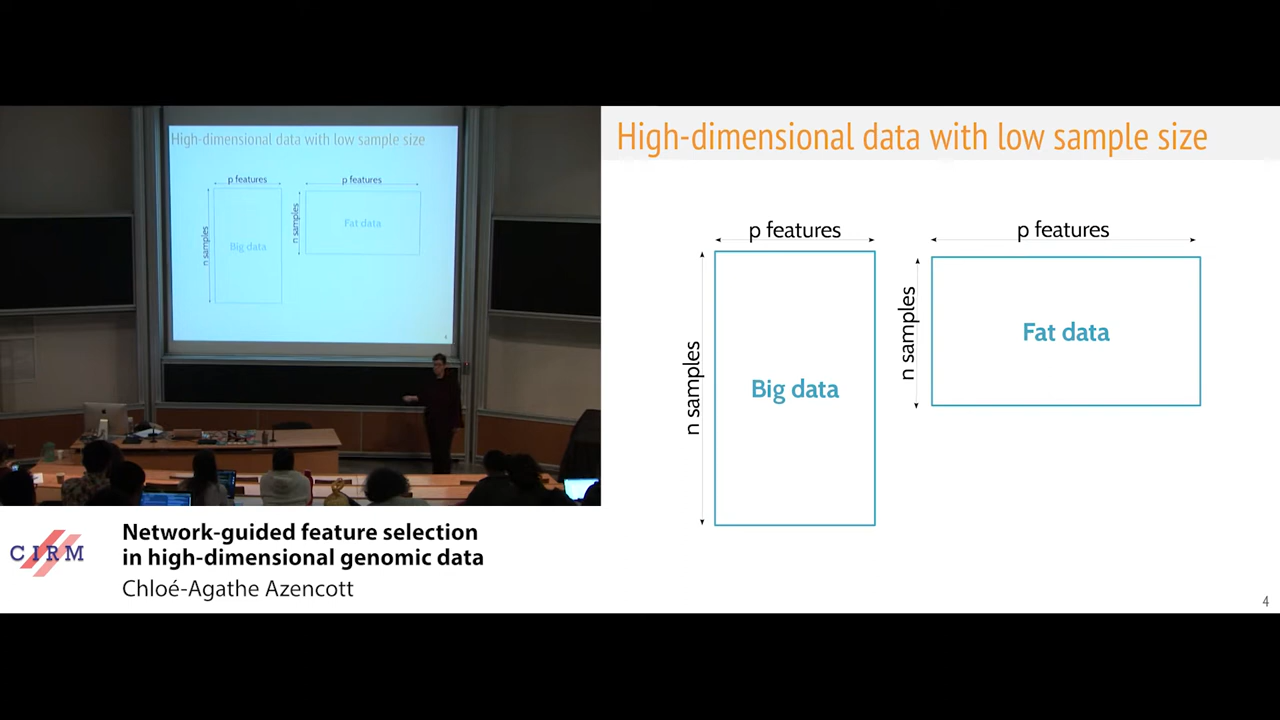 High-dimensional data with low sample size
p features
p features
n samples
n samples
Big data
Fat data
High-dimensional data with low sample size
p features
p features
n samples
n samples
Big data
Fat data
4
CIRM
Network-guided feature selection
in high-dimensional genomic data
Chloé-Agathe Azencott